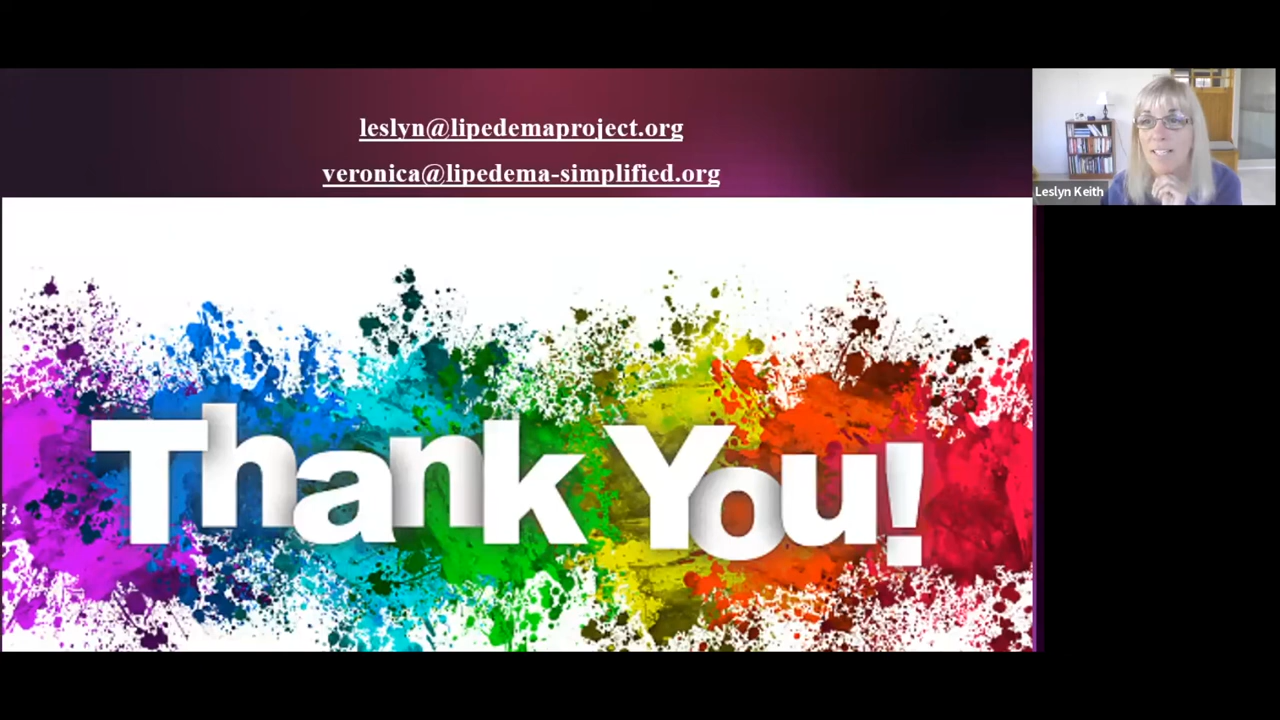 leslyn@lipedemaproject.org
veronica@lipedema-simplified.org
Leslyn Keith
Thank You!